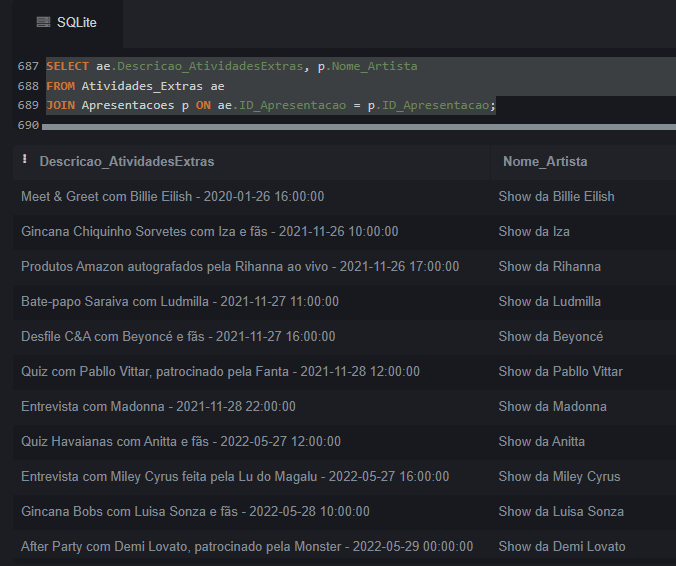 SQLite
687 SELECT ae.Descricao_AtividadesExtras, p.Nome_Artista
688 FROM Atividades_Extras ae
689 JOIN Apresentacoes p ON ae.ID_Apresentacao = p.ID_Apresentacao;
690
Descricao_AtividadesExtras Nome_Artista
Meet & Greet com Billie Eilish - 2020-01-26 16:00:00 Show da Billie Eilish
Gincana Chiquinho Sorvetes com Iza e fãs - 2021-11-26 10:00:00 Show da Iza
Produtos Amazon autografados pela Rihanna ao vivo - 2021-11-26 17:00:00 Show da Rihanna
Bate-papo Saraiva com Ludmilla - 2021-11-27 11:00:00 Show da Ludmilla
Desfile C&A com Beyoncé e fãs - 2021-11-27 16:00:00 Show da Beyoncé
Quiz com Pabllo Vittar, patrocinado pela Fanta - 2021-11-28 12:00:00 Show da Pabllo Vittar
Entrevista com Madonna - 2021-11-28 22:00:00 Show da Madonna
Quiz Havaianas com Anitta e fãs - 2022-05-27 12:00:00 Show da Anitta
Entrevista com Miley Cyrus feita pela Lu do Magalu - 2022-05-27 16:00:00 Show da Miley Cyrus
Gincana Bobs com Luisa Sonza e fãs - 2022-05-28 10:00:00 Show da Luisa Sonza
After Party com Demi Lovato, patrocinado pela Monster - 2022-05-29 00:00:00 Show da Demi Lovato